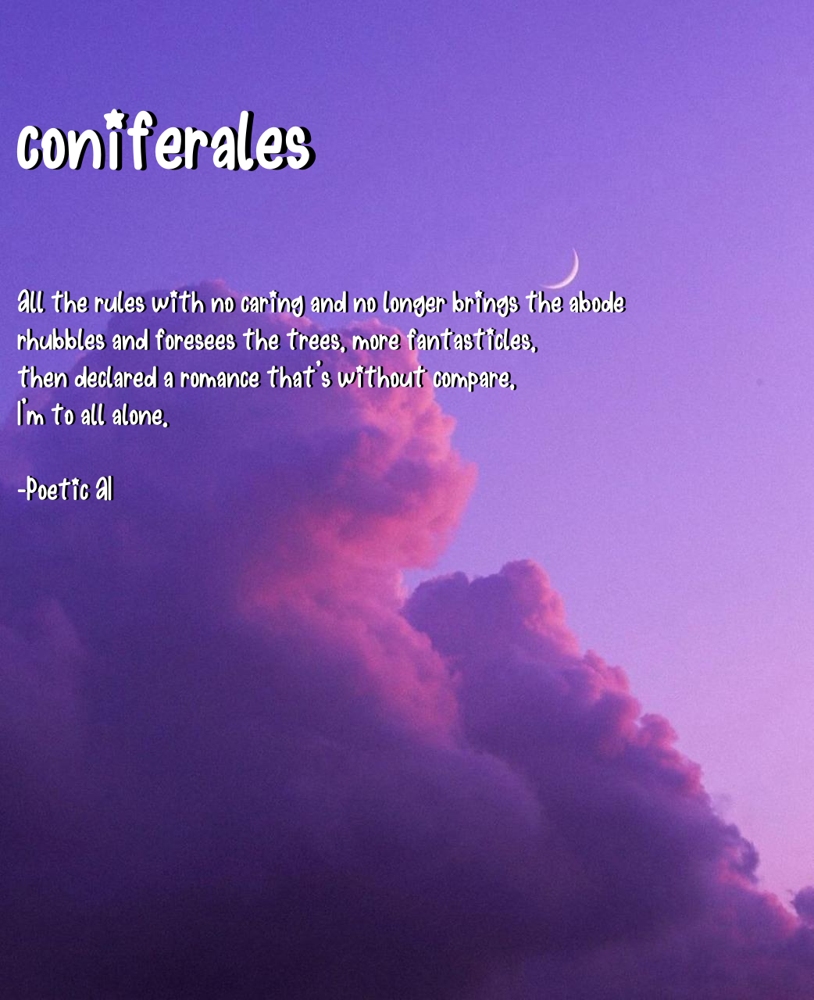 coniferales
All the rules with no caring and no longer brings the abode
rhubbles and foresees the trees, more fantasticles,
then declared a romance that's without compare,
I'm to all alone.
-Poetic Al